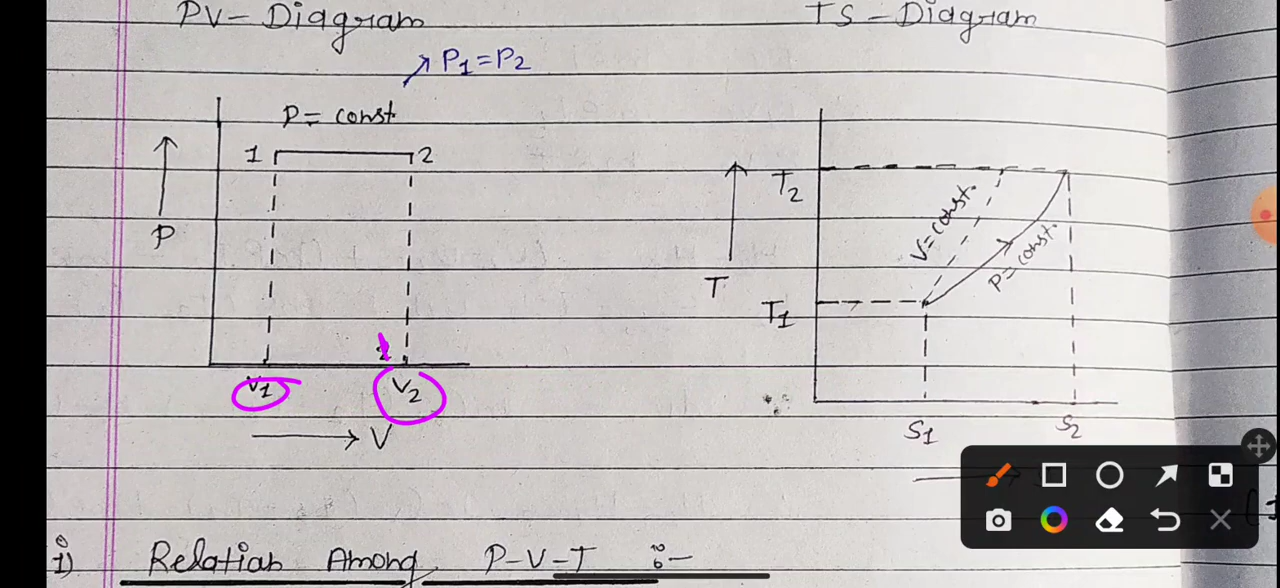 PV - Diagram
TS - Diagram
P1 = P2
P = const.
1
2
P
V1
V2
V
T2
T1
T
V = const.
P = const.
S1
S2
i) Relation Among P-V-T :-